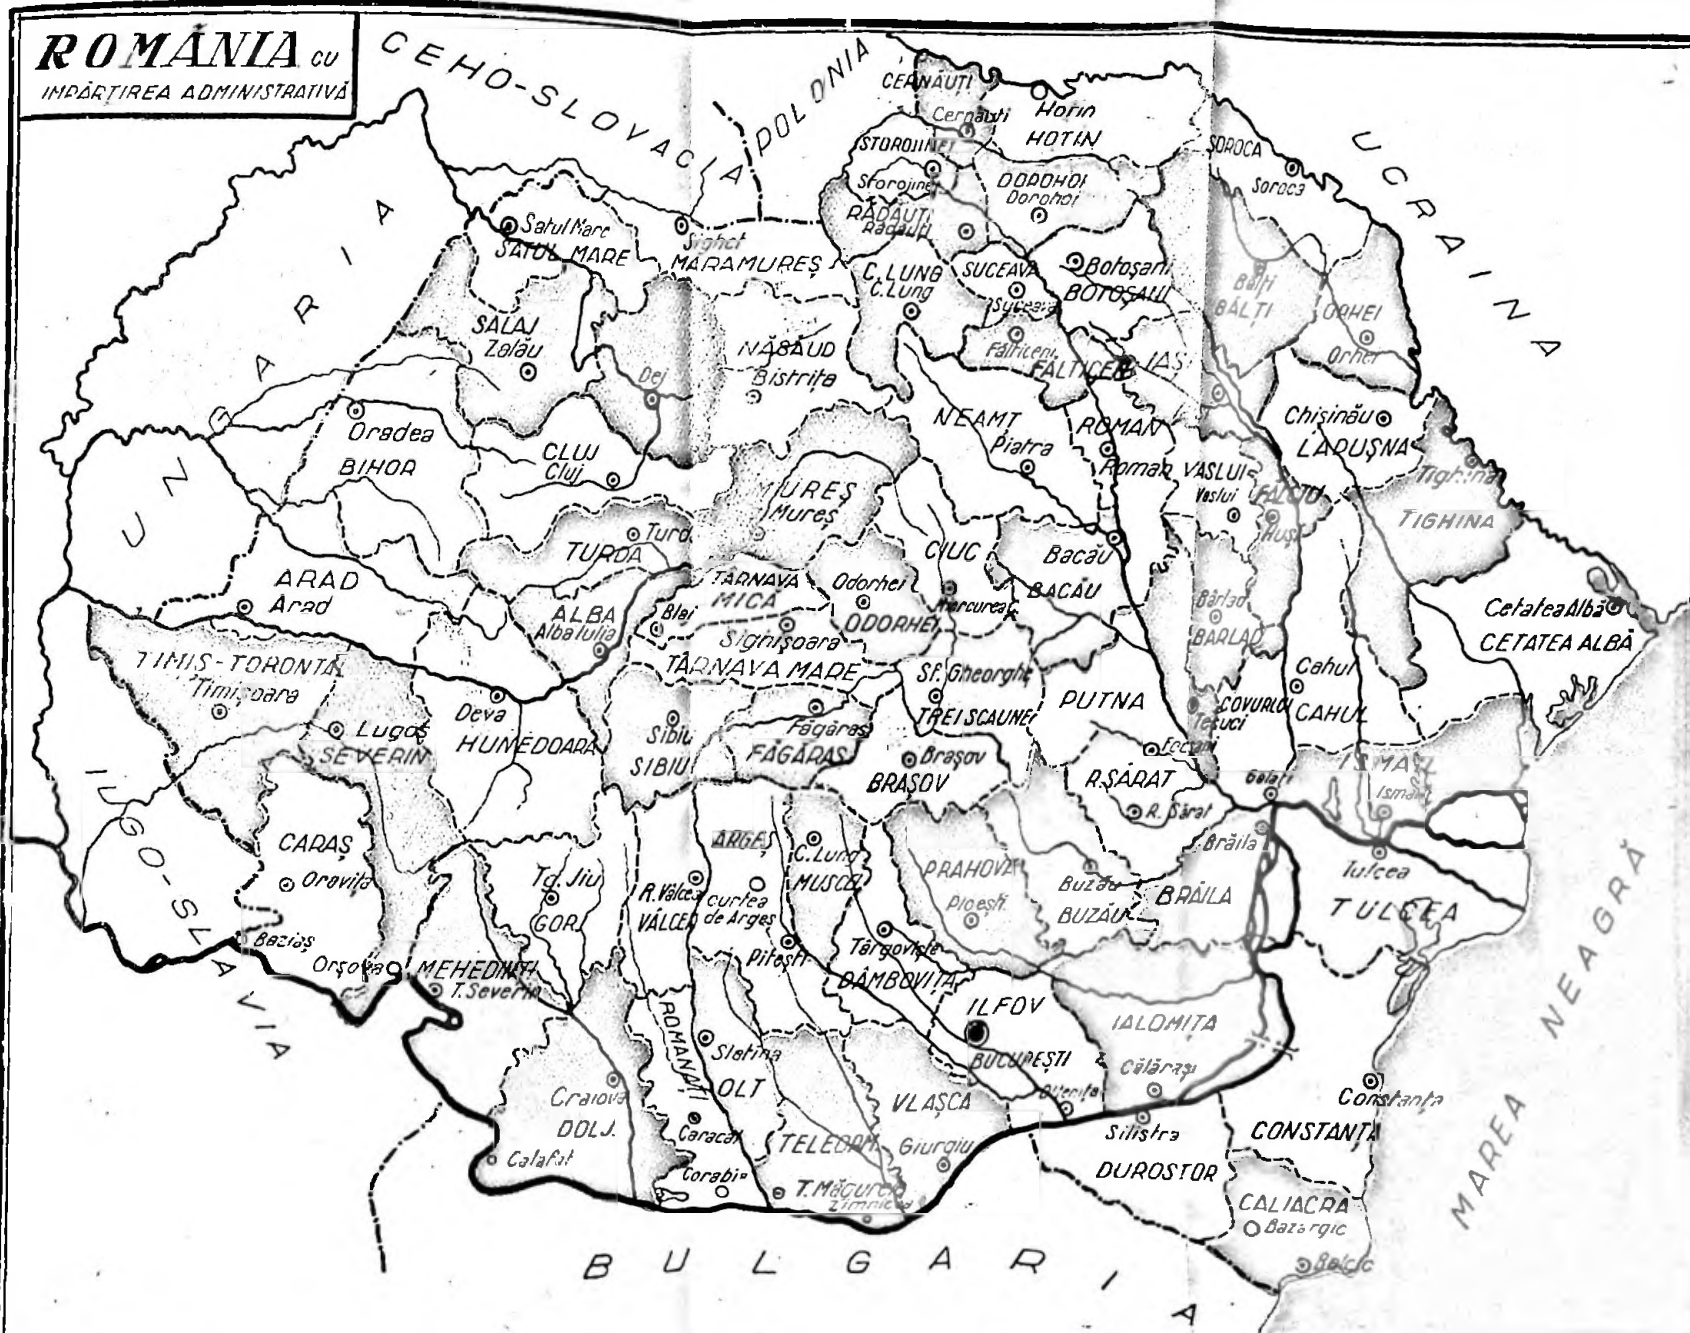 ROMÂNIA CU
IMPĂRȚIREA ADMINISTRATIVĂ
CEHO-SLOVACIA
POLONIA
UCRAINA
UNGARIA
IUGO-SLAVIA
BULGARIA
MAREA NEAGRĂ
CERNĂUȚI
Cernăuți
Hotin
HOTIN
STOROJINEȚ
Storojineț
DOROHOI
Dorohoi
SOROCA
Soroca
RĂDĂUȚI
Rădăuți
Satul Mare
SATUL MARE
Sighet
MARAMUREȘ
C. LUNG
C. Lung
SUCEAVA
Suceava
Botoșani
BOTOȘANI
Bălți
BĂLȚI
ORHEI
Orhei
SĂLAJ
Zalău
Dej
NĂSĂUD
Bistrița
Fălticeni
FĂLTICENI
IAȘI
Oradea
BIHOR
CLUJ
Cluj
NEAMT
Piatra
ROMAN
Roman
Chișinău
LĂPUȘNA
VASLUI
Vaslui
FĂLCIU
Huși
Tighina
TIGHINA
MUREȘ
Mureș
Turda
TURDA
CIUC
Mercurea C.
Bacău
BACĂU
ARAD
Arad
ALBA
Alba Iulia
Blaj
TÂRNAVA
MICĂ
Sighișoara
TÂRNAVA MARE
Odorhei
ODORHEI
Bârlad
BÂRLAD
Cetatea Albă
CETATEA ALBĂ
TIMIS-TORONTAL
Timișoara
Lugoș
SEVERIN
Deva
HUNEDOARA
Sibiu
SIBIU
Făgăraș
FĂGĂRAȘ
Sf. Gheorghe
TREI SCAUNE
Brașov
BRAȘOV
PUTNA
Focșani
Tecuci
COVURLUI
Cahul
CAHUL
R. SĂRAT
R. Sărat
Galați
ISMAIL
Ismail
CARAȘ
Oravița
Baziaș
Orșova
MEHEDINȚI
T. Severin
Tg. Jiu
GORJ
R. Vâlcea
VÂLCEA
ARGEȘ
Curtea
de Argeș
C. Lung
MUSCEL
Pitești
Târgoviște
DÂMBOVIȚA
PRAHOVA
Ploești
Buzău
BUZĂU
Brăila
BRĂILA
Tulcea
TULCEA
ILFOV
BUCUREȘTI
IALOMIȚA
Călărași
Oltenița
ROMANAȚI
Slatina
OLT
Caracal
Corabia
Craiova
DOLJ
Calafat
TELEORM.
T. Măgurele
Zimnicea
VLAȘCA
Giurgiu
Silistra
DUROSTOR
Constanța
CONSTANȚA
CALIACRA
Bazargic
Balcic